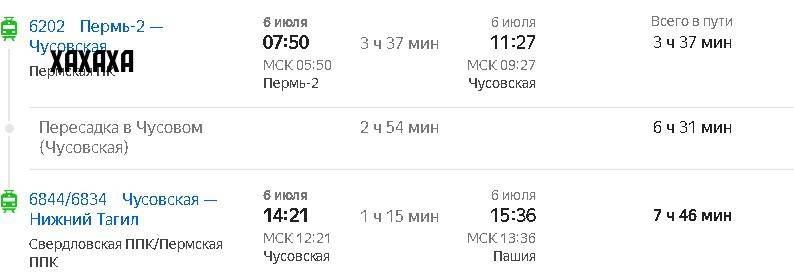 6 июля
6 июля
Всего в пути
6202 Пермь-2 —
Чусовская
07:50
3 ч 37 мин
11:27
3 ч 37 мин
ХАХАХА
Пермская ППК
МСК 05:50
МСК 09:27
Пермь-2
Чусовская
Пересадка в Чусовом
(Чусовская)
2 ч 54 мин
6 ч 31 мин
6844/6834 Чусовская —
Нижний Тагил
6 июля
14:21
1 ч 15 мин
6 июля
15:36
7 ч 46 мин
Свердловская ППК/Пермская
ППК
МСК 12:21
МСК 13:36
Чусовская
Пашия